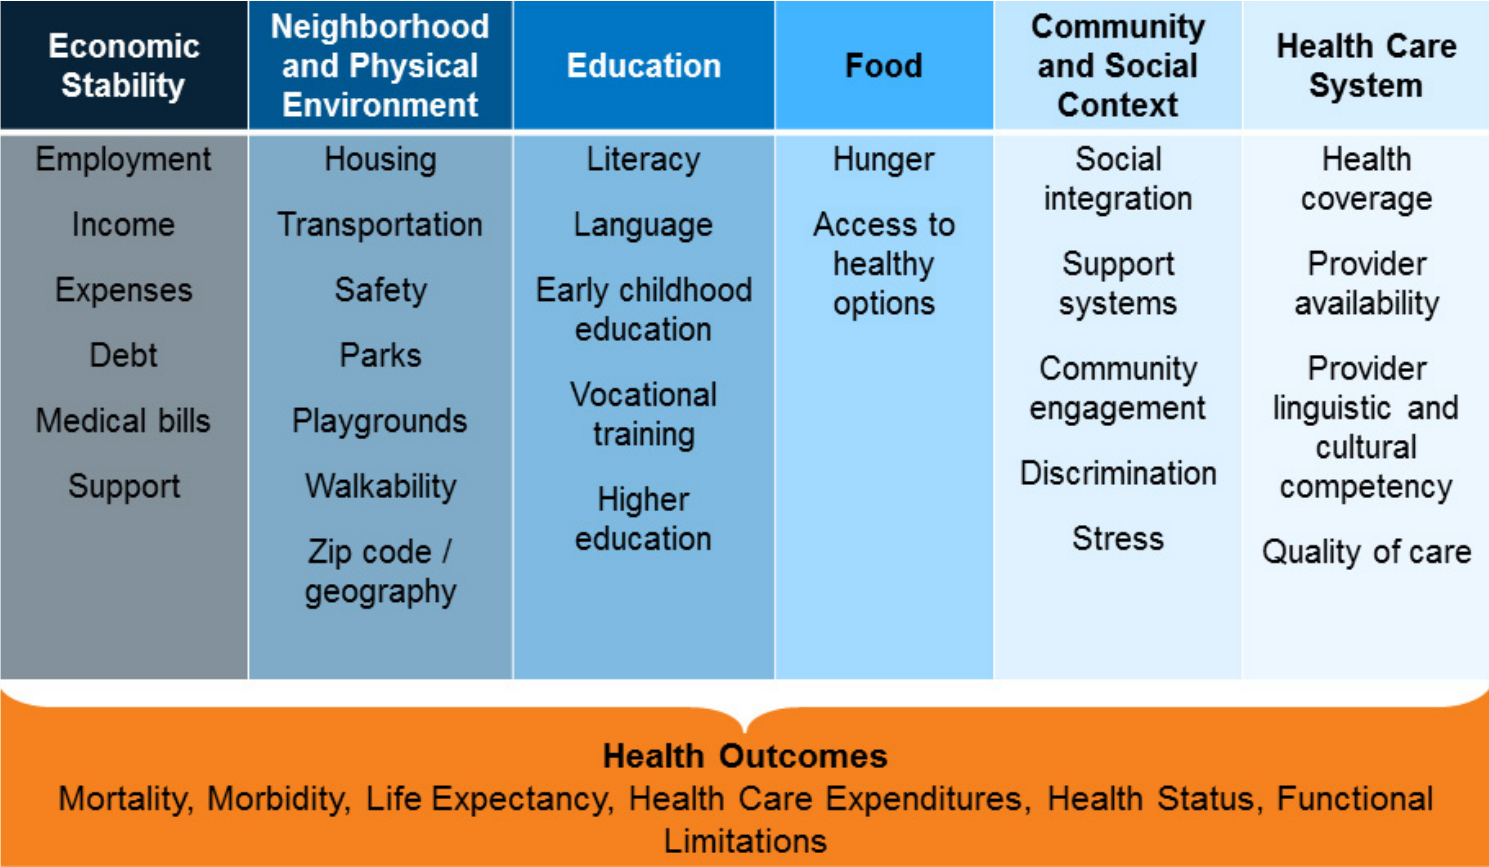 Economic
Stability
Neighborhood
and Physical
Environment
Education
Food
Community
and Social
Context
Health Care
System
Employment
Income
Expenses
Debt
Medical bills
Support
Housing
Transportation
Safety
Parks
Playgrounds
Walkability
Zip code /
geography
Literacy
Language
Early childhood
education
Vocational
training
Higher
education
Hunger
Access to
healthy
options
Social
integration
Support
systems
Community
engagement
Discrimination
Stress
Health
coverage
Provider
availability
Provider
linguistic and
cultural
competency
Quality of care
Health Outcomes
Mortality, Morbidity, Life Expectancy, Health Care Expenditures, Health Status, Functional
Limitations